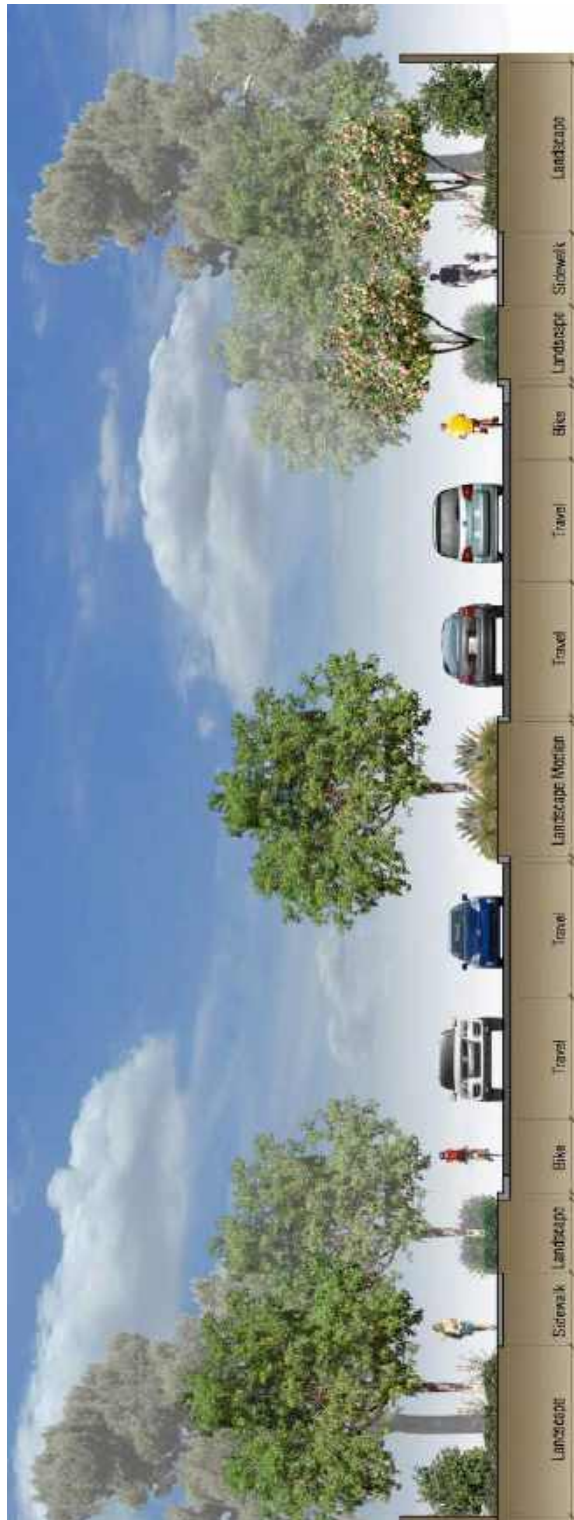 Landscape
Sidewalk
Landscape
Bike
Travel
Travel
Landscape Median
Travel
Travel
Bike
Landscape
Sidewalk
Landscape